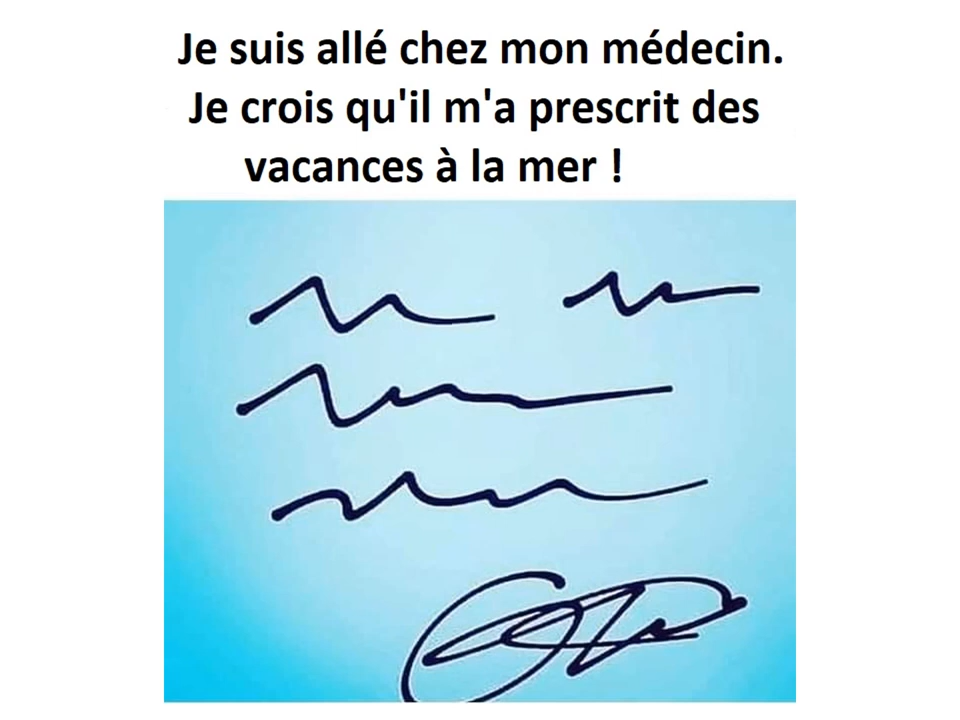 Je suis allé chez mon médecin.
Je crois qu'il m'a prescrit des
vacances à la mer !